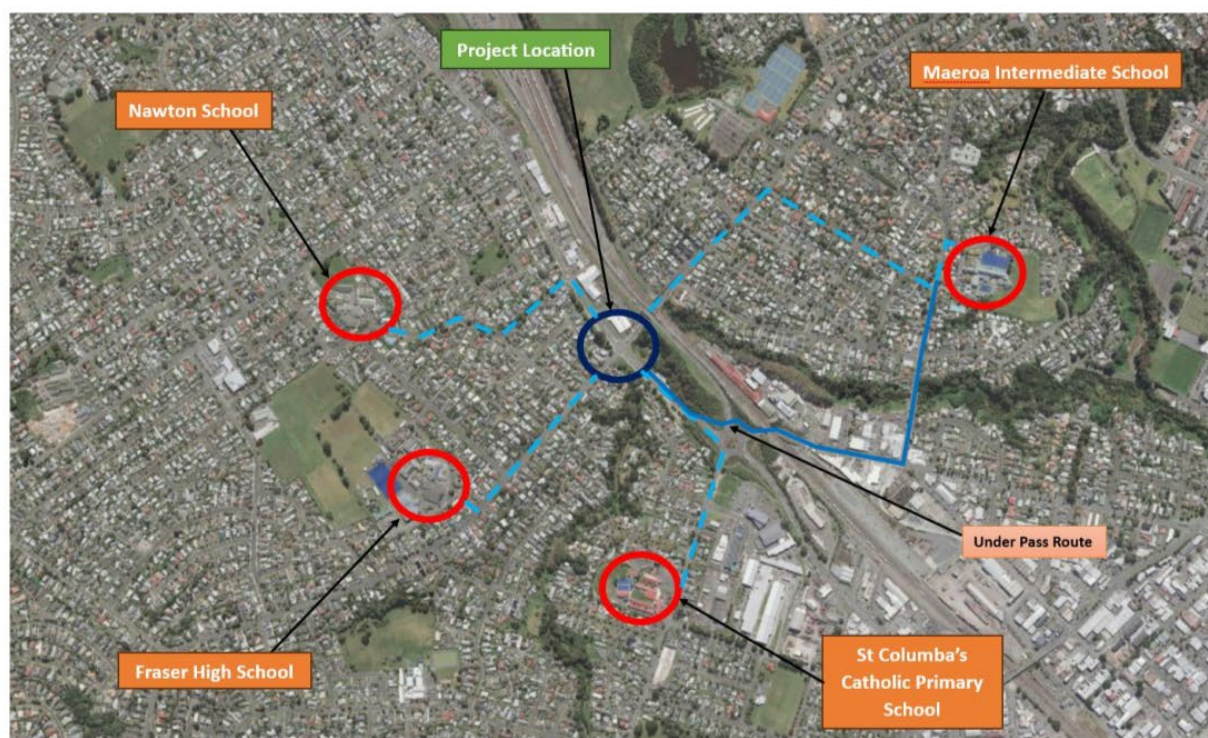 Project Location
Maeroa Intermediate School
Nawton School
Under Pass Route
Fraser High School
St Columba's
Catholic Primary
School